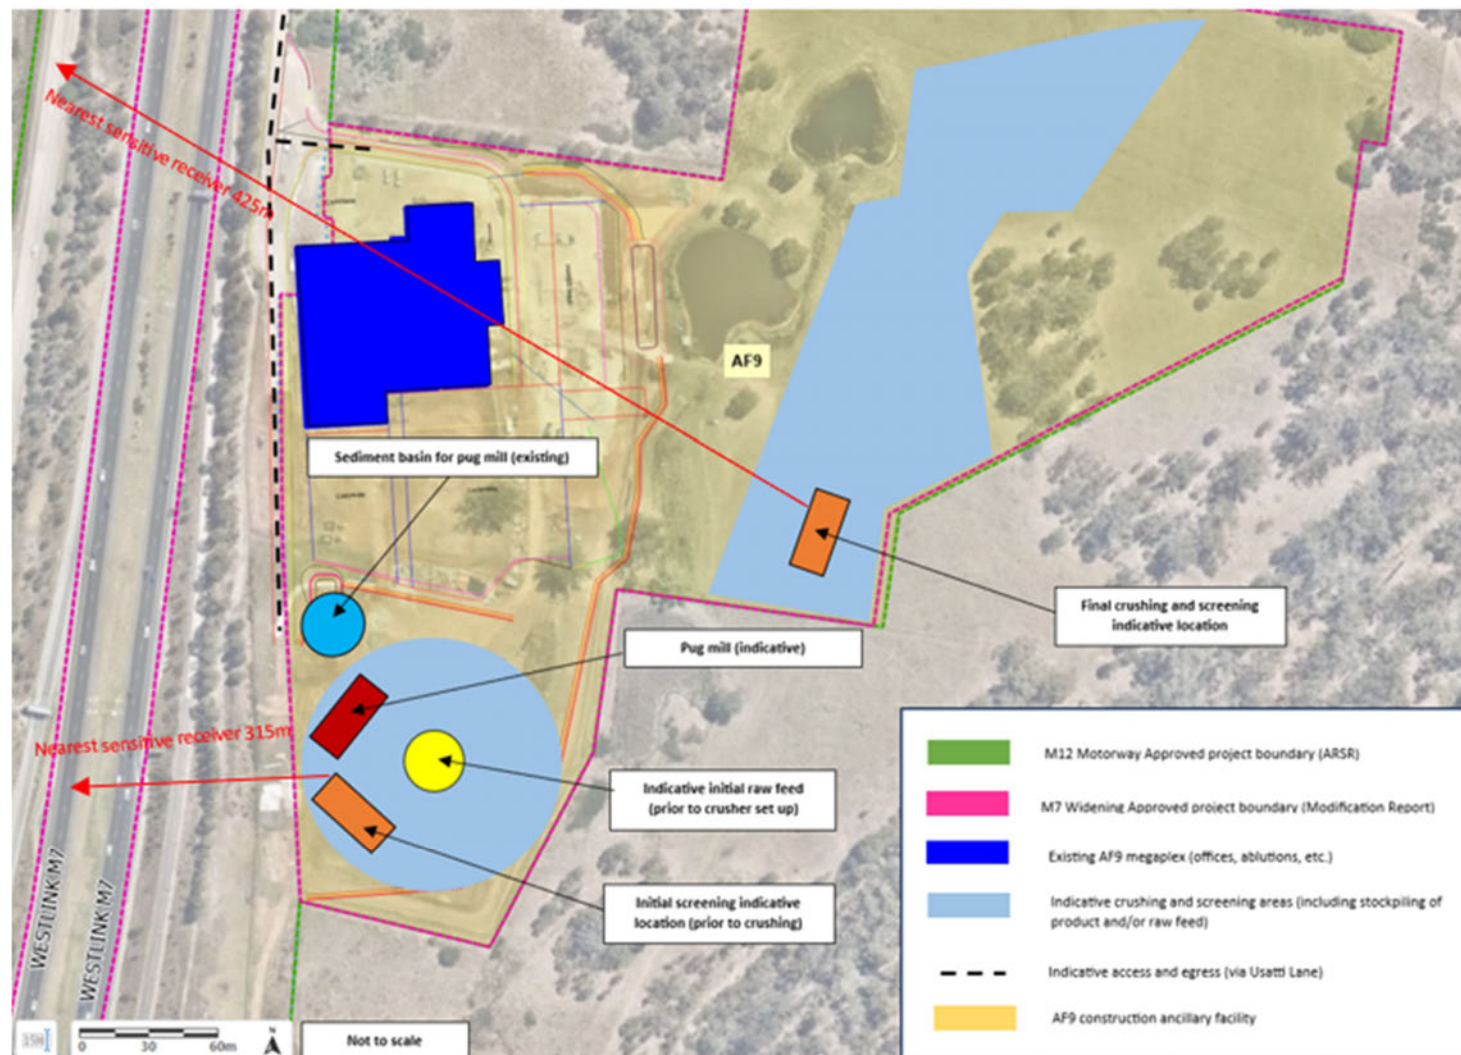 Nearest sensitive receiver 425m
AF9
Sediment basin for pug mill (existing)
Final crushing and screening
indicative location
Pug mill (indicative)
Nearest sensitive receiver 315m
Indicative initial raw feed
(prior to crusher set up)
Initial screening indicative
location (prior to crushing)
WESTLINK M7
WESTLINK M7
M12 Motorway Approved project boundary (ARSR)
M7 Widening Approved project boundary (Modification Report)
Existing AF9 megaplex (offices, ablutions, etc.)
Indicative crushing and screening areas (including stockpiling of
product and/or raw feed)
Indicative access and egress (via Usatti Lane)
AF9 construction ancillary facility
0 30 60m
N
Not to scale